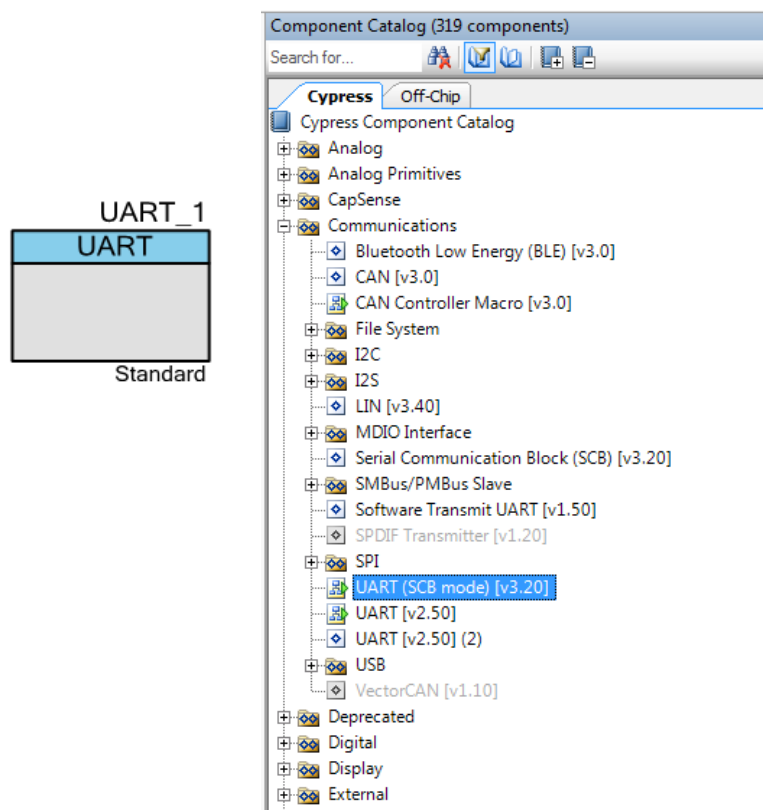 UART_1
UART
Standard
Component Catalog (319 components)
Search for...
Cypress
Off-Chip
Cypress Component Catalog
Analog
Analog Primitives
CapSense
Communications
Bluetooth Low Energy (BLE) [v3.0]
CAN [v3.0]
CAN Controller Macro [v3.0]
File System
I2C
I2S
LIN [v3.40]
MDIO Interface
Serial Communication Block (SCB) [v3.20]
SMBus/PMBus Slave
Software Transmit UART [v1.50]
SPDIF Transmitter [v1.20]
SPI
UART (SCB mode) [v3.20]
UART [v2.50]
UART [v2.50] (2)
USB
VectorCAN [v1.10]
Deprecated
Digital
Display
External